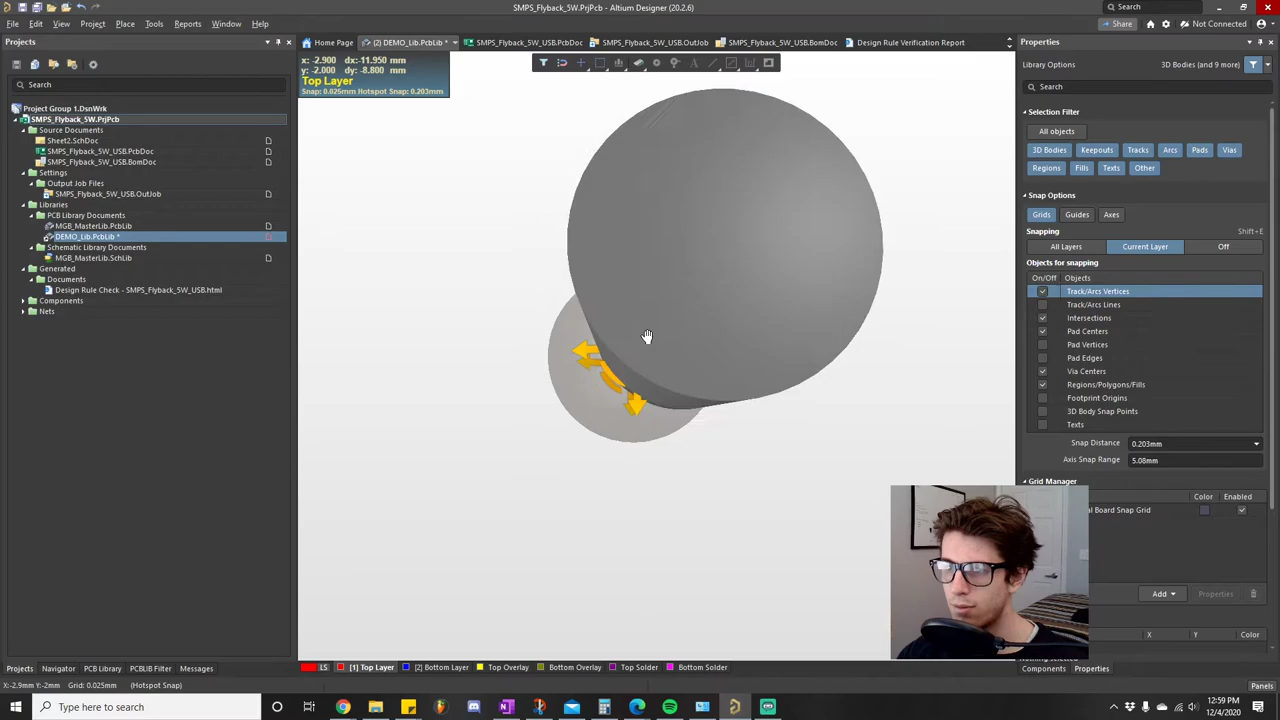 SMPS_Flyback_5W.PrjPcb - Altium Designer (20.2.6)
Search
File Edit View Project Place Tools Reports Window Help
Share
Not Connected
Projects
Home Page
(2) DEMO_Lib.PcbLib *
SMPS_Flyback_5W_USB.PcbDoc
SMPS_Flyback_5W_USB.OutJob
SMPS_Flyback_5W_USB.BomDoc
Design Rule Verification Report
Properties
x: -2.900 dx:-11.950 mm
y: -2.000 dy: -8.800 mm
Top Layer
Snap: 0.025mm Hotspot Snap: 0.203mm
Library Options
3D Bodies (and 9 more)
Search
Search
Project Group 1.DsnWrk
SMPS_Flyback_5W.PrjPcb
Source Documents
Sheet2.SchDoc
SMPS_Flyback_5W_USB.PcbDoc
SMPS_Flyback_5W_USB.BomDoc
Settings
Output Job Files
SMPS_Flyback_5W_USB.OutJob
Libraries
PCB Library Documents
MGB_MasterLib.PcbLib
DEMO_Lib.PcbLib *
Schematic Library Documents
MGB_MasterLib.SchLib
Generated
Documents
Design Rule Check - SMPS_Flyback_5W_USB.html
Components
Nets
Selection Filter
All objects
3D Bodies Keepouts Tracks Arcs Pads Vias
Regions Fills Texts Other
Snap Options
Grids Guides Axes
Snapping Shift+E
All Layers Current Layer Off
Objects for snapping
On/Off Objects
Track/Arcs Vertices
Track/Arcs Lines
Intersections
Pad Centers
Pad Vertices
Pad Edges
Via Centers
Regions/Polygons/Fills
Footprint Origins
3D Body Snap Points
Texts
Snap Distance 0.203mm
Axis Snap Range 5.08mm
Grid Manager
Color Enabled
al Board Snap Grid
Add Properties
X Y Color
Components Properties
Projects Navigator PCB Library PCBLIB Filter Messages
LS [1] Top Layer [2] Bottom Layer Top Overlay Bottom Overlay Top Solder Bottom Solder
X:-2.9mm Y:-2mm Grid: 0.025mm (Hotspot Snap)
Panels
Type here to search
12:59 PM
12/4/2020